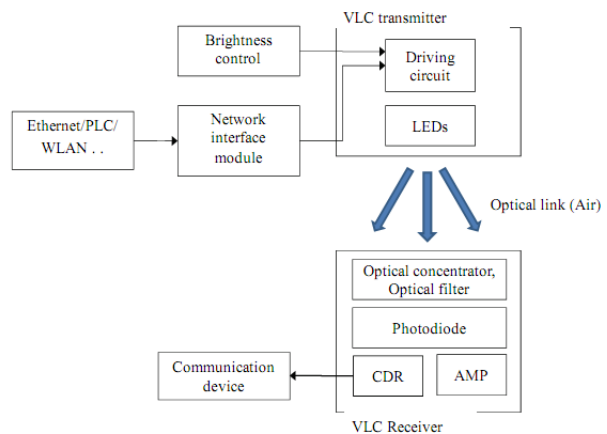 VLC transmitter
Brightness
control
Driving
circuit
Ethernet/PLC/
WLAN . .
Network
interface
module
LEDs
Optical link (Air)
Optical concentrator,
Optical filter
Photodiode
Communication
device
CDR
AMP
VLC Receiver